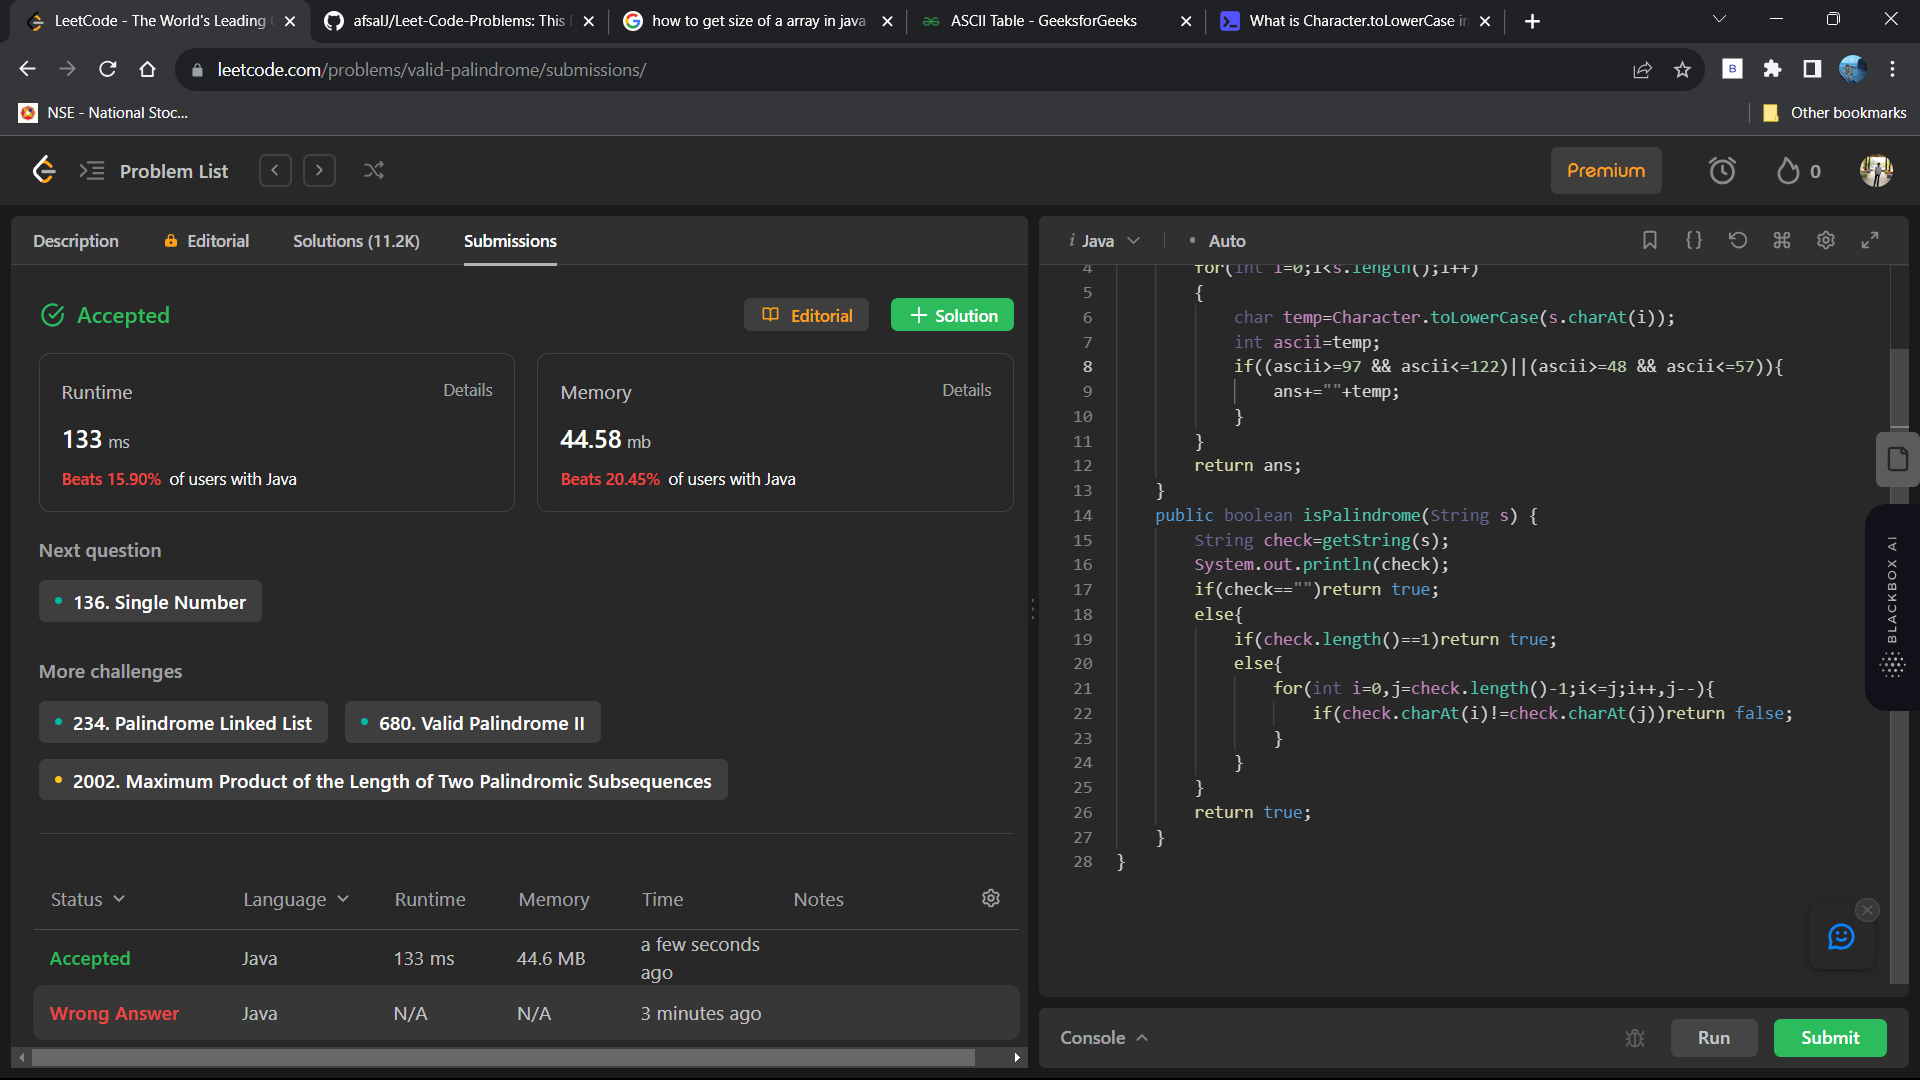 LeetCode - The World's Leading
afsalJ/Leet-Code-Problems: This
how to get size of a array in java
ASCII Table - GeeksforGeeks
What is Character.toLowerCase in
leetcode.com/problems/valid-palindrome/submissions/
B
NSE - National Stoc...
Other bookmarks
Problem List
Premium
0
Description
Editorial
Solutions (11.2K)
Submissions
Accepted
Editorial
Solution
Runtime
Details
133 ms
Beats 15.90% of users with Java
Memory
Details
44.58 mb
Beats 20.45% of users with Java
Next question
136. Single Number
More challenges
234. Palindrome Linked List
680. Valid Palindrome II
2002. Maximum Product of the Length of Two Palindromic Subsequences
Status Language Runtime Memory Time Notes
Accepted Java 133 ms 44.6 MB a few seconds ago
Wrong Answer Java N/A N/A 3 minutes ago
i Java
Auto
4 for(int i=0;i<s.length();i++)
5 {
6 char temp=Character.toLowerCase(s.charAt(i));
7 int ascii=temp;
8 if((ascii>=97 && ascii<=122)||(ascii>=48 && ascii<=57)){
9 ans+=""+temp;
10 }
11 }
12 return ans;
13 }
14 public boolean isPalindrome(String s) {
15 String check=getString(s);
16 System.out.println(check);
17 if(check=="")return true;
18 else{
19 if(check.length()==1)return true;
20 else{
21 for(int i=0,j=check.length()-1;i<=j;i++,j--){
22 if(check.charAt(i)!=check.charAt(j))return false;
23 }
24 }
25 }
26 return true;
27 }
28 }
BLACKBOX AI
Console
Run
Submit